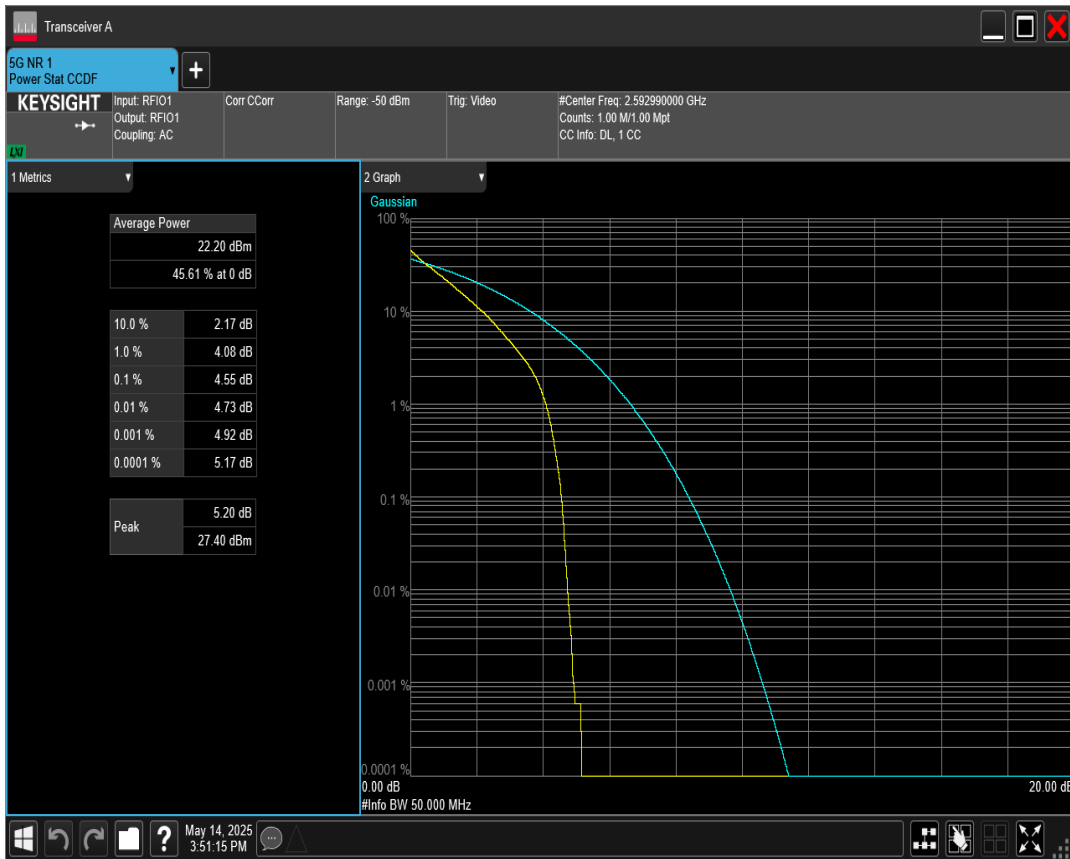 Transceiver A
5G NR 1
Power Stat CCDF
KEYSIGHT
LXI
Input: RFIO1
Output: RFIO1
Coupling: AC
Corr CCorr
Range: -50 dBm
Trig: Video
#Center Freq: 2.592990000 GHz
Counts: 1.00 M/1.00 Mpt
CC Info: DL, 1 CC
1 Metrics
Average Power
22.20 dBm
45.61 % at 0 dB
10.0 % 2.17 dB
1.0 % 4.08 dB
0.1 % 4.55 dB
0.01 % 4.73 dB
0.001 % 4.92 dB
0.0001 % 5.17 dB
Peak 5.20 dB
27.40 dBm
2 Graph
Gaussian
100 %
10 %
1 %
0.1 %
0.01 %
0.001 %
0.0001 %
0.00 dB 20.00 dB
#Info BW 50.000 MHz
? May 14, 2025
3:51:15 PM